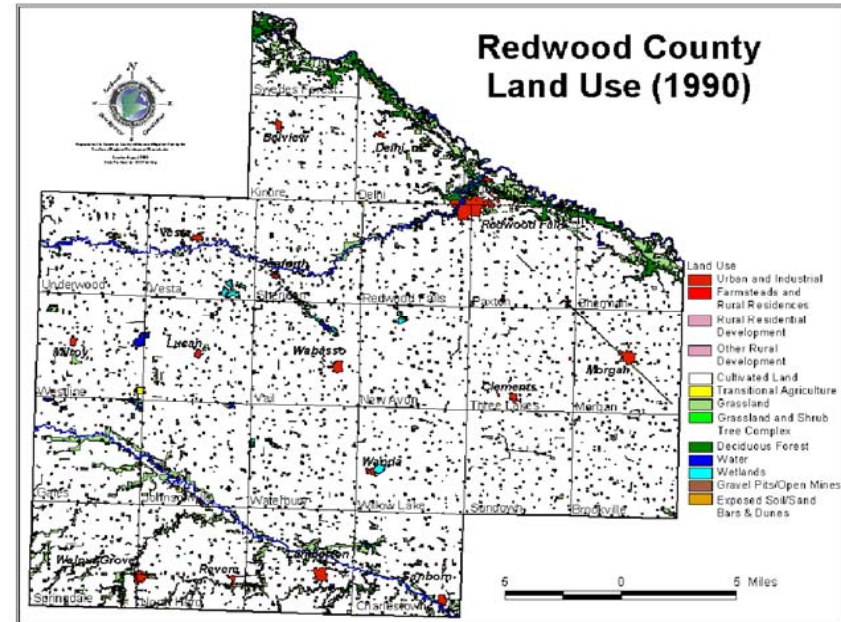 Redwood County
Land Use (1990)
Swedes Forest
Belview
Delhi
Kintire
Delhi
Redwood Falls
Vesta
Seaforth
Underwood
Vesta
Sheridan
Redwood Falls
Paxton
Sherman
Milroy
Lucan
Wabasso
Morgan
Clements
Westline
Vail
New Avon
Three Lakes
Morgan
Wanda
Gales
Johnsonville
Waterbury
Willow Lake
Sundown
Brookville
Walnut Grove
Revere
Lamberton
Sanborn
Springdale
North Hero
Charlestown
Land Use
Urban and Industrial
Farmsteads and
Rural Residences
Rural Residential
Development
Other Rural
Development
Cultivated Land
Transitional Agriculture
Grassland
Grassland and Shrub
Tree Complex
Deciduous Forest
Water
Wetlands
Gravel Pits/Open Mines
Exposed Soil/Sand
Bars & Dunes
5 0 5 Miles